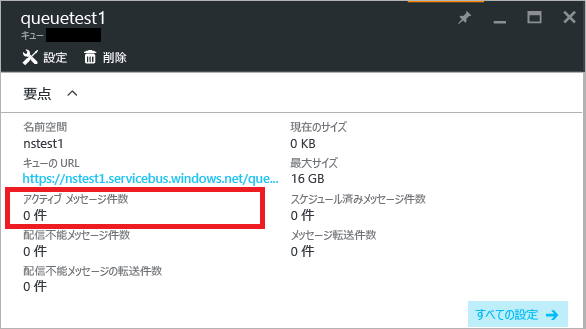 queuetest1
キュー
設定 削除
要点
名前空間
nstest1
現在のサイズ
0 KB
キューの URL
https://nstest1.servicebus.windows.net/que...
最大サイズ
16 GB
アクティブ メッセージ件数
0 件
スケジュール済みメッセージ件数
0 件
配信不能メッセージ件数
0 件
メッセージ転送件数
0 件
配信不能メッセージの転送件数
0 件
すべての設定